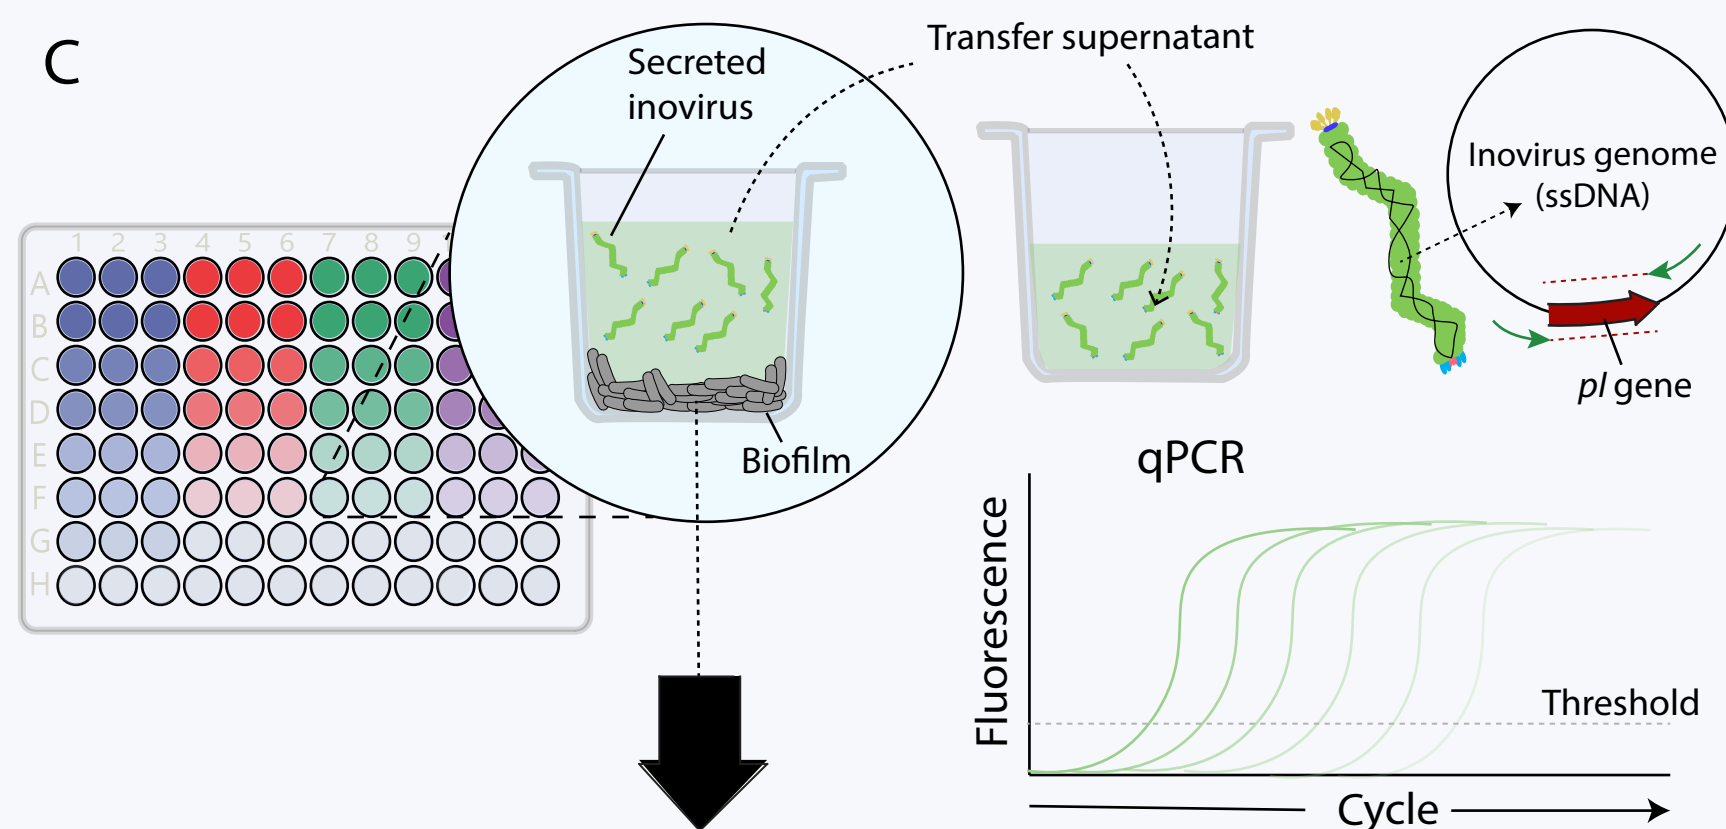 C
Secreted
inovirus
Transfer supernatant
Inovirus genome
(ssDNA)
pI gene
1 2 3 4 5 6 7 8 9
A
B
C
D
E
F
G
H
Biofilm
qPCR
Fluorescence
Threshold
Cycle